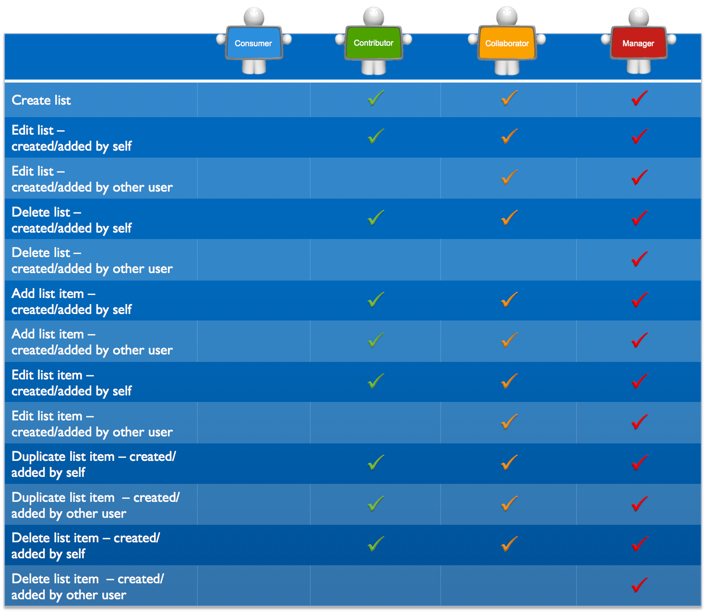 Consumer
Contributor
Collaborator
Manager
Create list
Edit list –
created/added by self
Edit list –
created/added by other user
Delete list –
created/added by self
Delete list –
created/added by other user
Add list item –
created/added by self
Add list item –
created/added by other user
Edit list item –
created/added by self
Edit list item –
created/added by other user
Duplicate list item – created/
added by self
Duplicate list item  – created/
added by other user
Delete list item – created/
added by self
Delete list item  – created/
added by other user